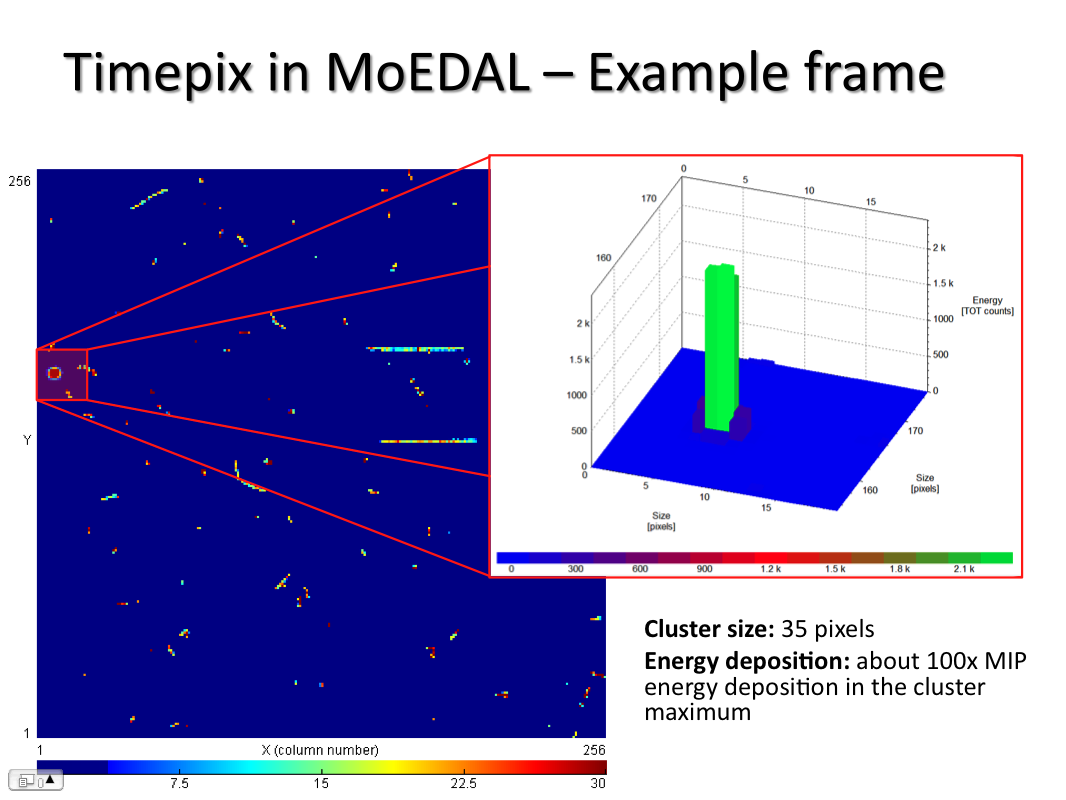 Timepix in MoEDAL – Example frame
256
Y
1
1
X (column number)
256
7.5
15
22.5
30
0
5
10
15
170
160
2 k
1.5 k
1000
500
0
2 k
1.5 k
1000
500
0
Energy
[TOT counts]
0
5
10
15
Size
[pixels]
170
160
Size
[pixels]
0
300
600
900
1.2 k
1.5 k
1.8 k
2.1 k
Cluster size: 35 pixels
Energy deposition: about 100x MIP
energy deposition in the cluster
maximum